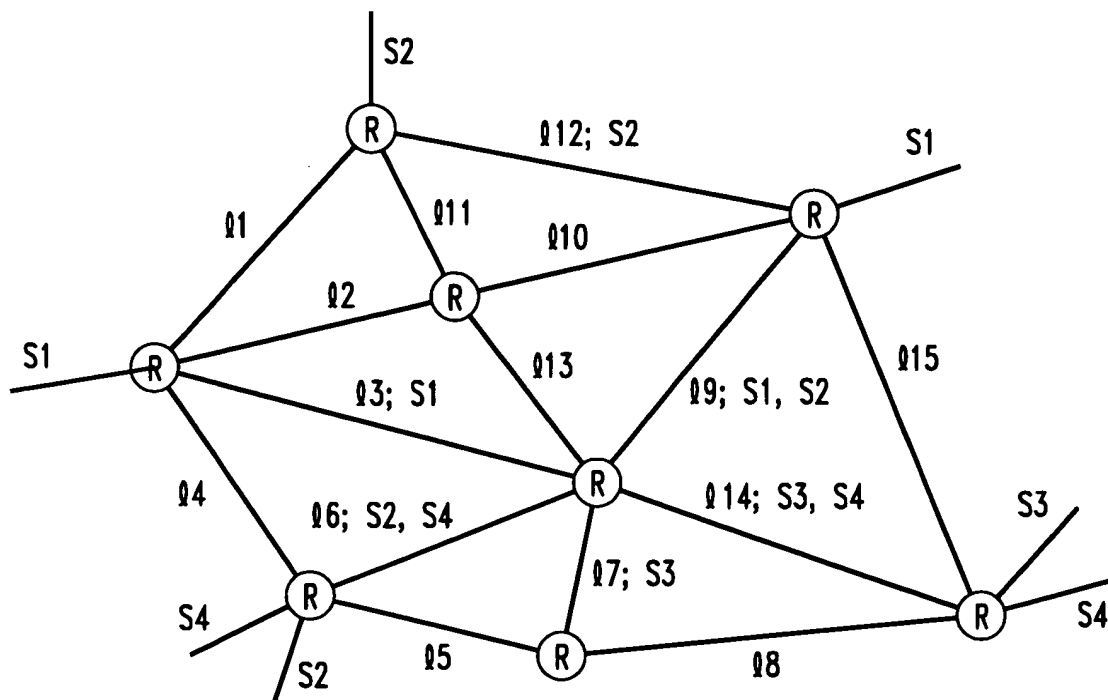 S2
R
ℓ12; S2
S1
R
ℓ1
ℓ11
ℓ10
ℓ2
R
S1
R
ℓ3; S1
ℓ13
ℓ9; S1, S2
ℓ15
ℓ4
ℓ6; S2, S4
R
ℓ14; S3, S4
S3
ℓ7; S3
R
S4
ℓ5
R
ℓ8
R
S4
S2